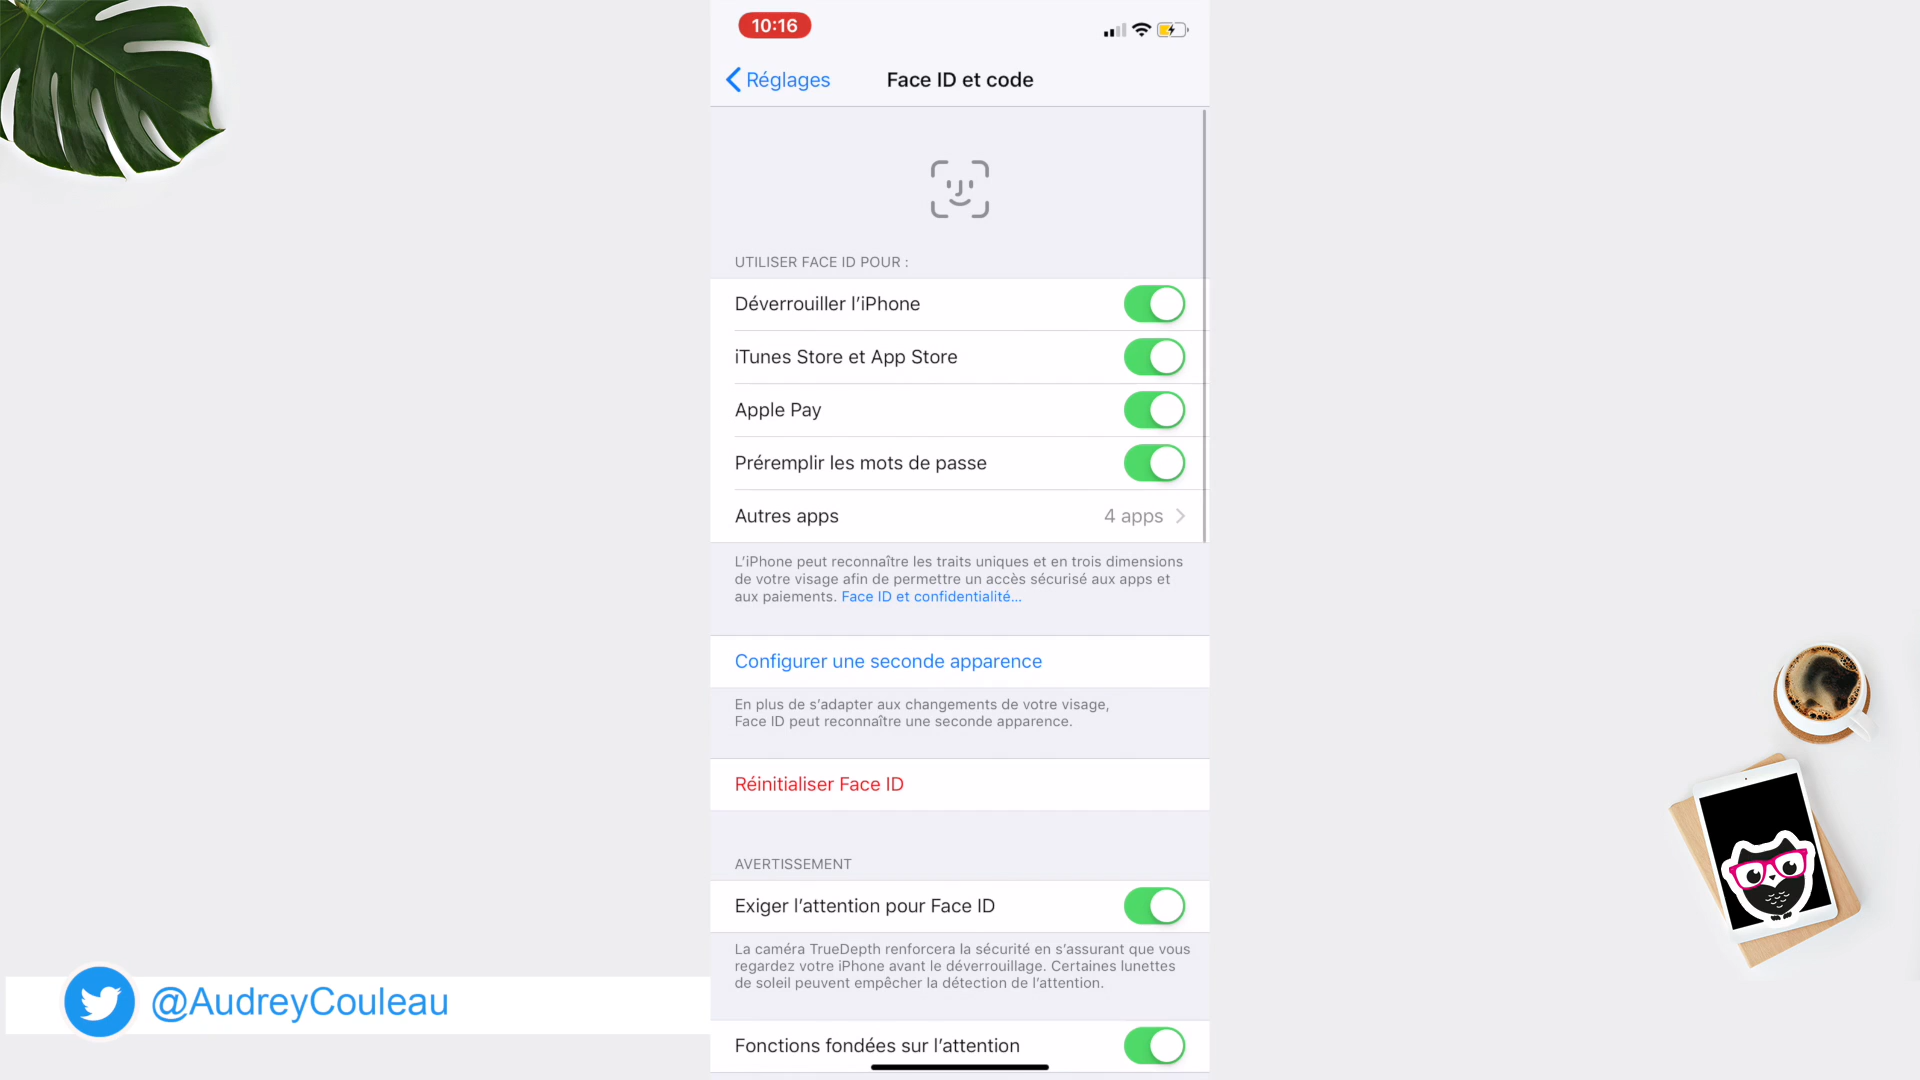 10:16
Réglages
Face ID et code
UTILISER FACE ID POUR :
Déverrouiller l’iPhone
iTunes Store et App Store
Apple Pay
Préremplir les mots de passe
Autres apps
4 apps
L’iPhone peut reconnaître les traits uniques et en trois dimensions
de votre visage afin de permettre un accès sécurisé aux apps et
aux paiements. Face ID et confidentialité...
Configurer une seconde apparence
En plus de s’adapter aux changements de votre visage,
Face ID peut reconnaître une seconde apparence.
Réinitialiser Face ID
AVERTISSEMENT
Exiger l’attention pour Face ID
La caméra TrueDepth renforcera la sécurité en s’assurant que vous
regardez votre iPhone avant le déverrouillage. Certaines lunettes
de soleil peuvent empêcher la détection de l’attention.
Fonctions fondées sur l’attention
@AudreyCouleau